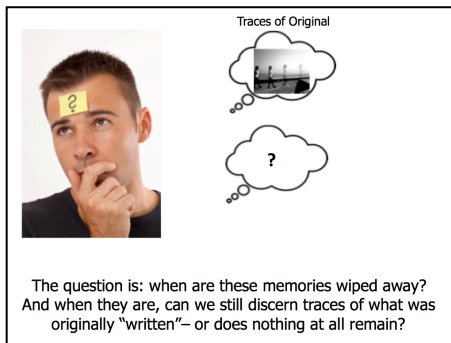 Traces of Original
?
?
The question is: when are these memories wiped away?
And when they are, can we still discern traces of what was
originally “written”– or does nothing at all remain?